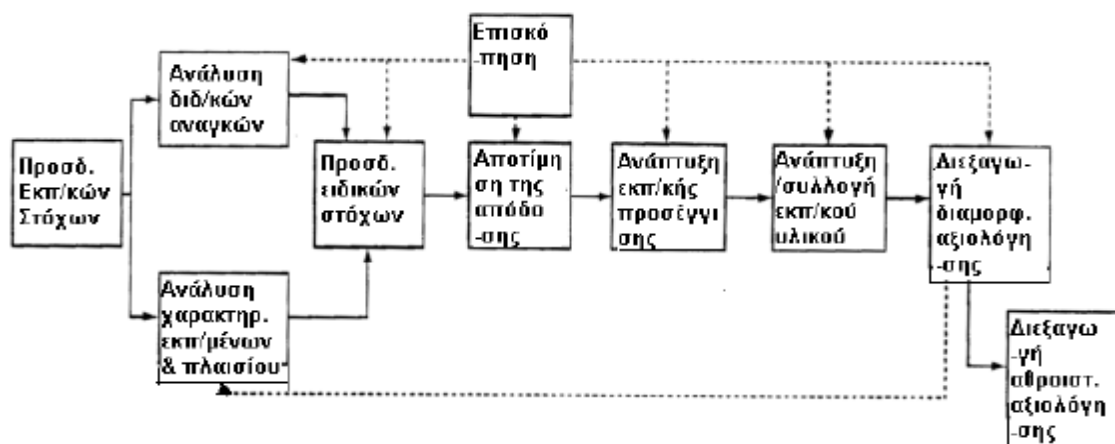 Επισκό
-πηση
Ανάλυση
διδ/κών
αναγκών
Προσδ.
Εκπ/κών
Στόχων
Προσδ.
ειδικών
στόχων
Αποτίμη
ση της
απόδο
-σης
Ανάπτυξη
εκπ/κής
προσέγγι
σης
Ανάπτυξη
/συλλογή
εκπ/κού
υλικού
Διεξαγω-
γή
διαμορφ.
αξιολόγη
-σης
Ανάλυση
χαρακτηρ.
εκπ/μένων
& πλαισίου
Διεξαγω
-γή
αθροιστ.
αξιολόγη
-σης